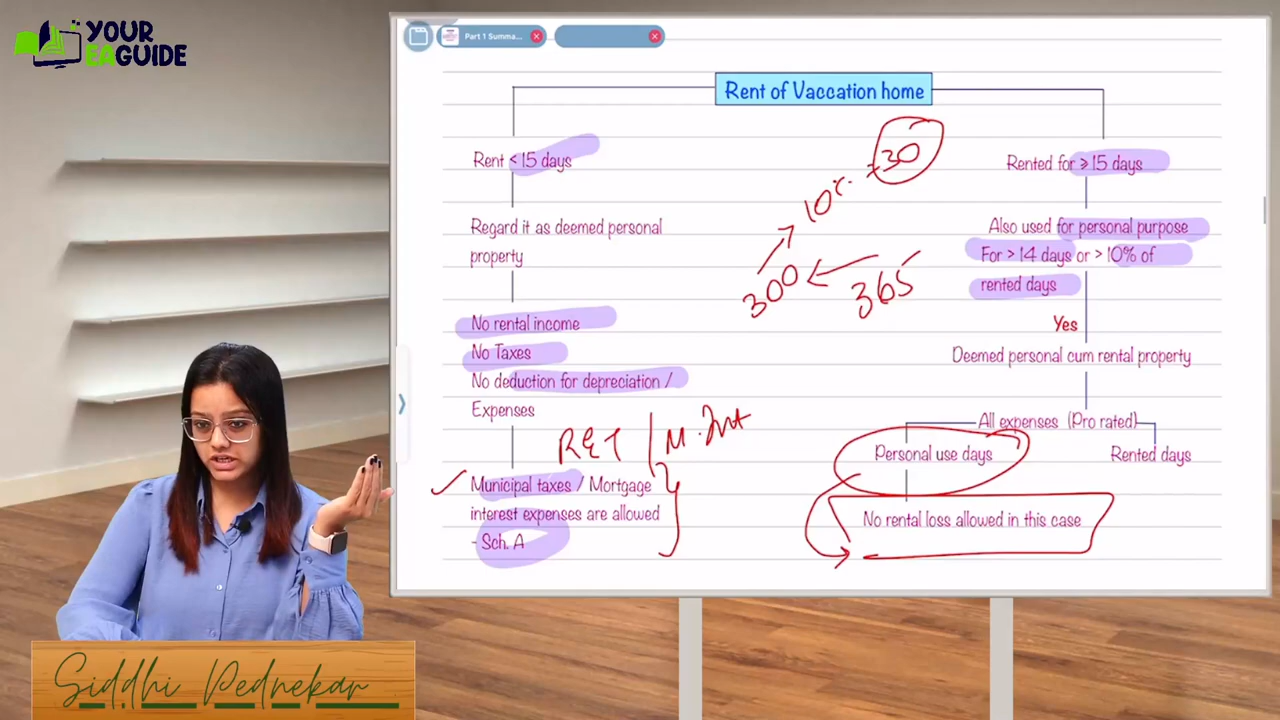 YOUR
EAGUIDE
Part 1 Summa...
Rent of Vaccation home
Rent < 15 days
Regard it as deemed personal
property
No rental income
No Taxes
No deduction for depreciation /
Expenses
RET / M. Int
Municipal taxes / Mortgage
interest expenses are allowed
- Sch. A
10% = 30
300
365
Rented for ≥ 15 days
Also used for personal purpose
For > 14 days or > 10% of
rented days
Yes
Deemed personal cum rental property
All expenses (Pro rated)
Personal use days
Rented days
No rental loss allowed in this case
Siddhi Pednekar